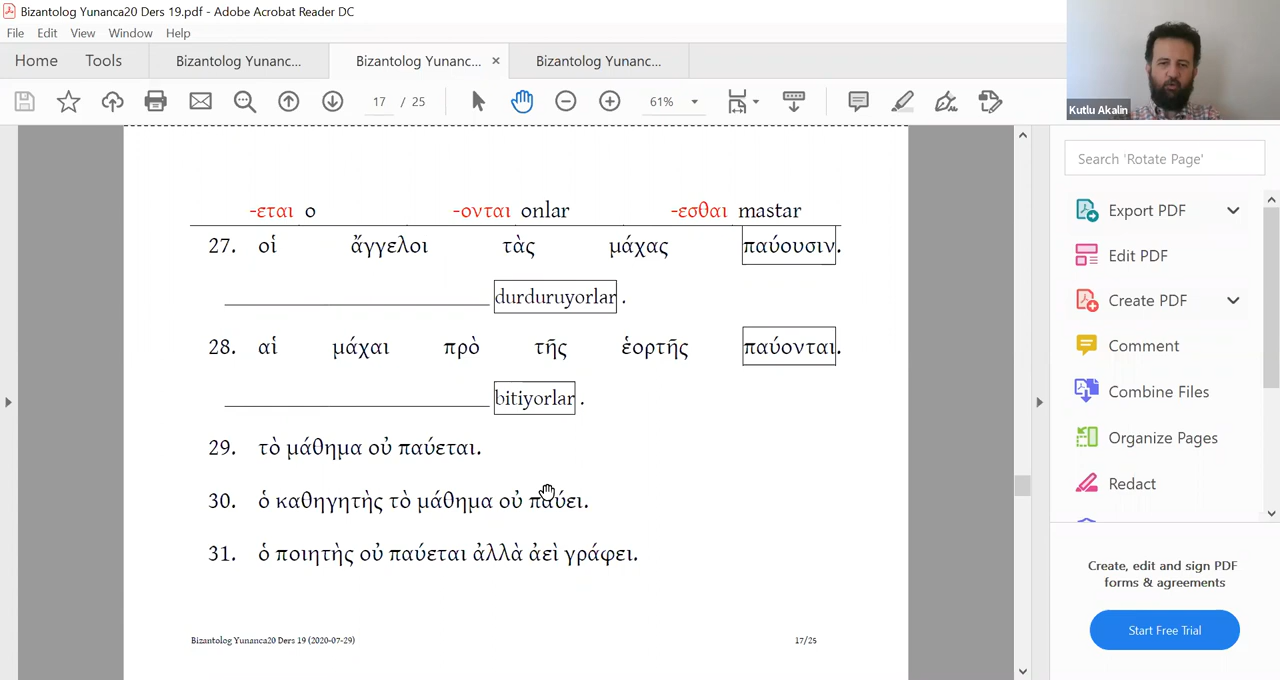 Bizantolog Yunanca20 Ders 19.pdf - Adobe Acrobat Reader DC
File Edit View Window Help
Home Tools Bizantolog Yunanc... Bizantolog Yunanc... × Bizantolog Yunanc...
17 / 25 61%
Kutlu Akalin
Search 'Rotate Page'
Export PDF
Edit PDF
Create PDF
Comment
Combine Files
Organize Pages
Redact
Create, edit and sign PDF
forms & agreements
Start Free Trial
-εται o -ονται onlar -εσθαι mastar
27. οἱ ἄγγελοι τὰς μάχας παύουσιν.
durduruyorlar .
28. αἱ μάχαι πρὸ τῆς ἑορτῆς παύονται.
bitiyorlar .
29. τὸ μάθημα οὐ παύεται.
30. ὁ καθηγητὴς τὸ μάθημα οὐ παύει.
31. ὁ ποιητὴς οὐ παύεται ἀλλὰ ἀεὶ γράφει.
Bizantolog Yunanca20 Ders 19 (2020-07-29) 17/25